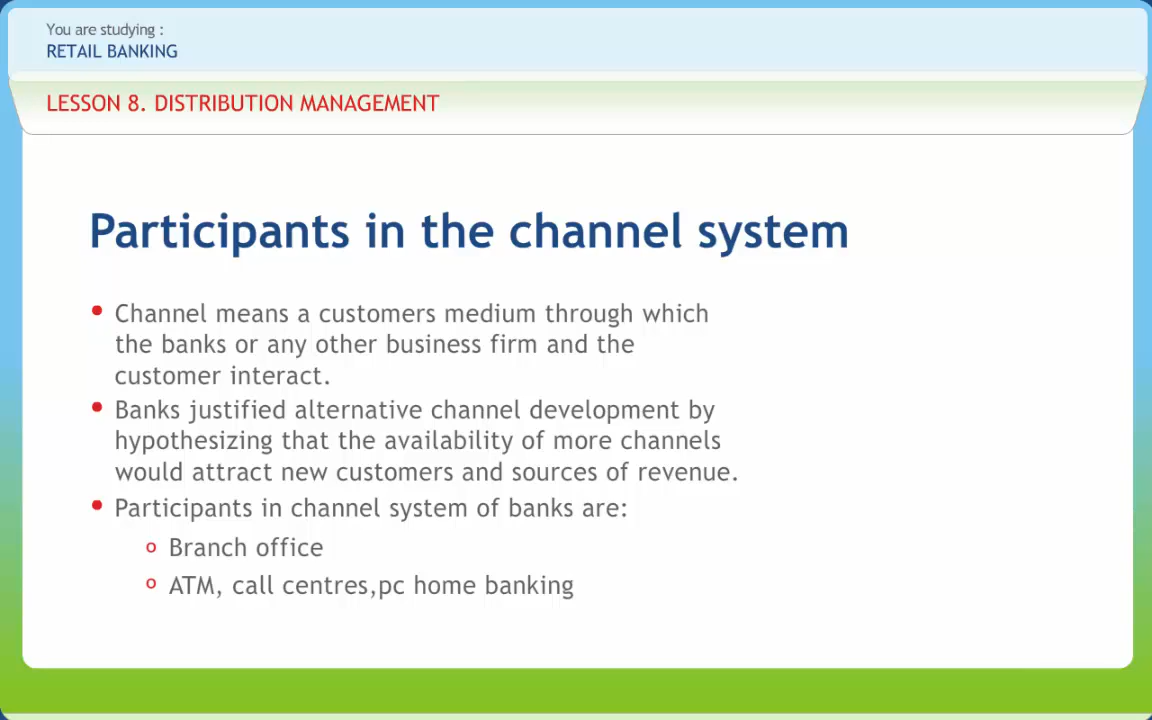 You are studying :
RETAIL BANKING
LESSON 8. DISTRIBUTION MANAGEMENT
Participants in the channel system
• Channel means a customers medium through which
the banks or any other business firm and the
customer interact.
• Banks justified alternative channel development by
hypothesizing that the availability of more channels
would attract new customers and sources of revenue.
• Participants in channel system of banks are:
o Branch office
o ATM, call centres,pc home banking